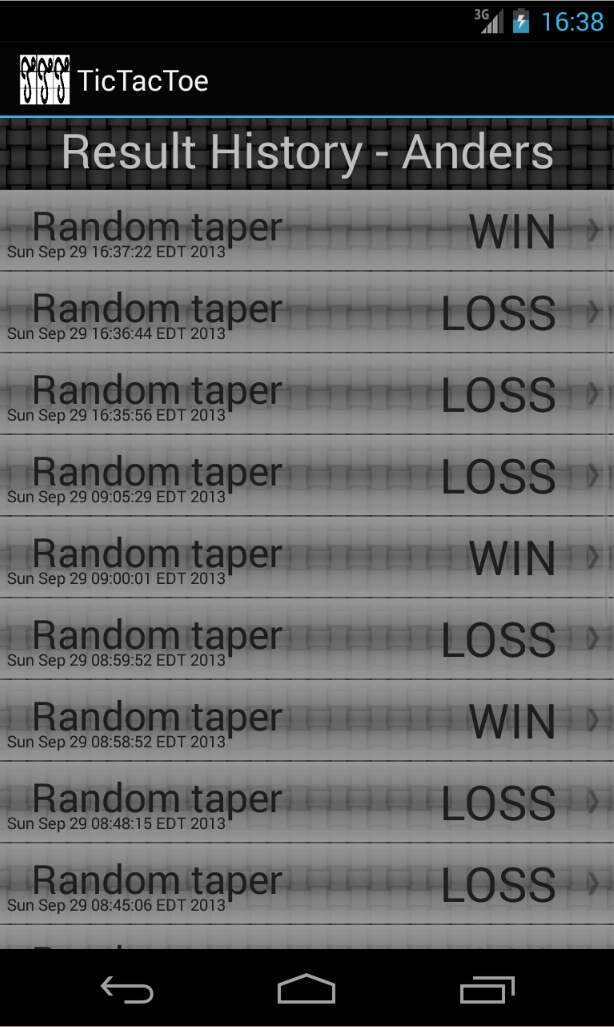 3G 16:38
TicTacToe
Result History - Anders
Random taper WIN
Sun Sep 29 16:37:22 EDT 2013
Random taper LOSS
Sun Sep 29 16:36:44 EDT 2013
Random taper LOSS
Sun Sep 29 16:35:56 EDT 2013
Random taper LOSS
Sun Sep 29 09:05:29 EDT 2013
Random taper WIN
Sun Sep 29 09:00:01 EDT 2013
Random taper LOSS
Sun Sep 29 08:59:52 EDT 2013
Random taper WIN
Sun Sep 29 08:58:52 EDT 2013
Random taper LOSS
Sun Sep 29 08:48:15 EDT 2013
Random taper LOSS
Sun Sep 29 08:45:06 EDT 2013